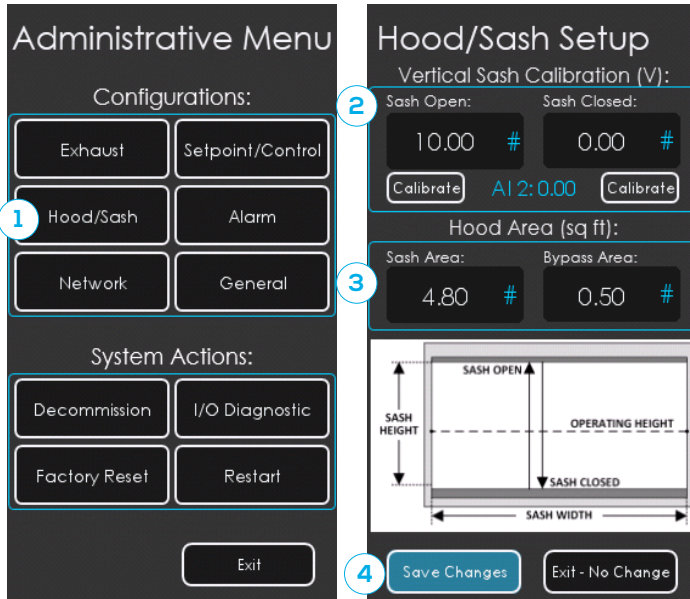 Administrative Menu
Configurations:
Exhaust
Setpoint/Control
1
Hood/Sash
Alarm
Network
General
System Actions:
Decommission
I/O Diagnostic
Factory Reset
Restart
Exit
Hood/Sash Setup
Vertical Sash Calibration (V):
2
Sash Open:
Sash Closed:
10.00 #
0.00 #
Calibrate
AI 2: 0.00
Calibrate
Hood Area (sq ft):
3
Sash Area:
Bypass Area:
4.80 #
0.50 #
SASH OPEN
SASH
HEIGHT
OPERATING HEIGHT
SASH CLOSED
SASH WIDTH
4
Save Changes
Exit - No Change